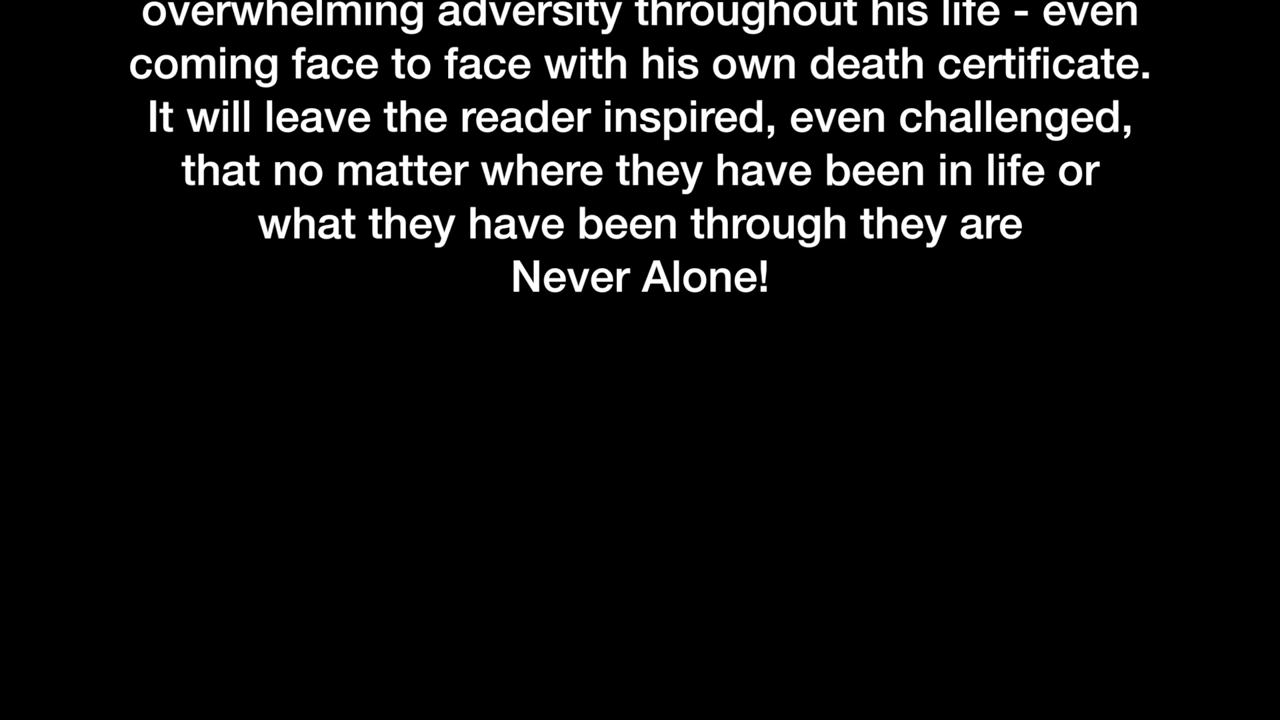 overwhelming adversity throughout his life - even
coming face to face with his own death certificate.
It will leave the reader inspired, even challenged,
that no matter where they have been in life or
what they have been through they are
Never Alone!